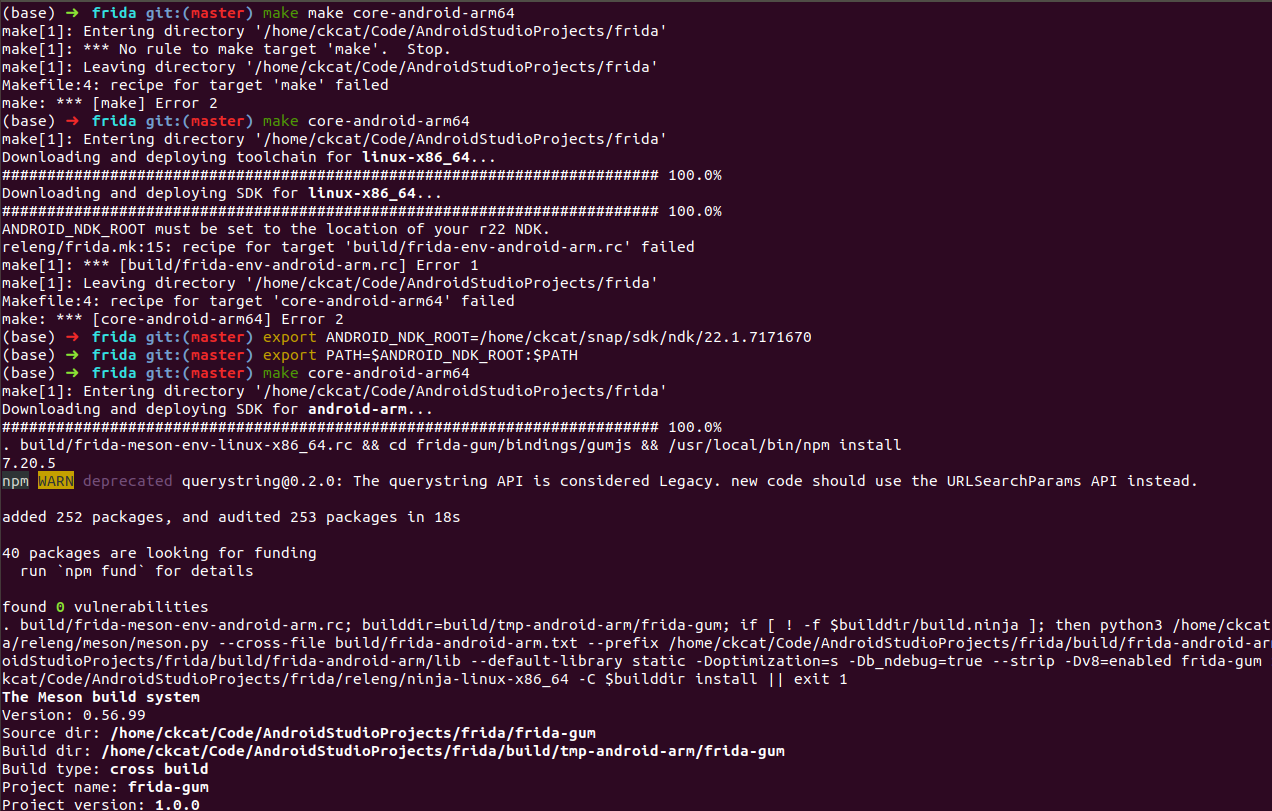 (base) → frida git:(master) make make core-android-arm64
make[1]: Entering directory '/home/ckcat/Code/AndroidStudioProjects/frida'
make[1]: *** No rule to make target 'make'.  Stop.
make[1]: Leaving directory '/home/ckcat/Code/AndroidStudioProjects/frida'
Makefile:4: recipe for target 'make' failed
make: *** [make] Error 2
(base) → frida git:(master) make core-android-arm64
make[1]: Entering directory '/home/ckcat/Code/AndroidStudioProjects/frida'
Downloading and deploying toolchain for linux-x86_64...
######################################################################### 100.0%
Downloading and deploying SDK for linux-x86_64...
######################################################################### 100.0%
ANDROID_NDK_ROOT must be set to the location of your r22 NDK.
releng/frida.mk:15: recipe for target 'build/frida-env-android-arm.rc' failed
make[1]: *** [build/frida-env-android-arm.rc] Error 1
make[1]: Leaving directory '/home/ckcat/Code/AndroidStudioProjects/frida'
Makefile:4: recipe for target 'core-android-arm64' failed
make: *** [core-android-arm64] Error 2
(base) → frida git:(master) export ANDROID_NDK_ROOT=/home/ckcat/snap/sdk/ndk/22.1.7171670
(base) → frida git:(master) export PATH=$ANDROID_NDK_ROOT:$PATH
(base) → frida git:(master) make core-android-arm64
make[1]: Entering directory '/home/ckcat/Code/AndroidStudioProjects/frida'
Downloading and deploying SDK for android-arm...
######################################################################### 100.0%
. build/frida-meson-env-linux-x86_64.rc && cd frida-gum/bindings/gumjs && /usr/local/bin/npm install
7.20.5
npm WARN deprecated querystring@0.2.0: The querystring API is considered Legacy. new code should use the URLSearchParams API instead.
added 252 packages, and audited 253 packages in 18s
40 packages are looking for funding
  run `npm fund` for details
found 0 vulnerabilities
. build/frida-meson-env-android-arm.rc; builddir=build/tmp-android-arm/frida-gum; if [ ! -f $builddir/build.ninja ]; then python3 /home/ckcat
a/releng/meson/meson.py --cross-file build/frida-android-arm.txt --prefix /home/ckcat/Code/AndroidStudioProjects/frida/build/frida-android-ar
oidStudioProjects/frida/build/frida-android-arm/lib --default-library static -Doptimization=s -Db_ndebug=true --strip -Dv8=enabled frida-gum
kcat/Code/AndroidStudioProjects/frida/releng/ninja-linux-x86_64 -C $builddir install || exit 1
The Meson build system
Version: 0.56.99
Source dir: /home/ckcat/Code/AndroidStudioProjects/frida/frida-gum
Build dir: /home/ckcat/Code/AndroidStudioProjects/frida/build/tmp-android-arm/frida-gum
Build type: cross build
Project name: frida-gum
Project version: 1.0.0